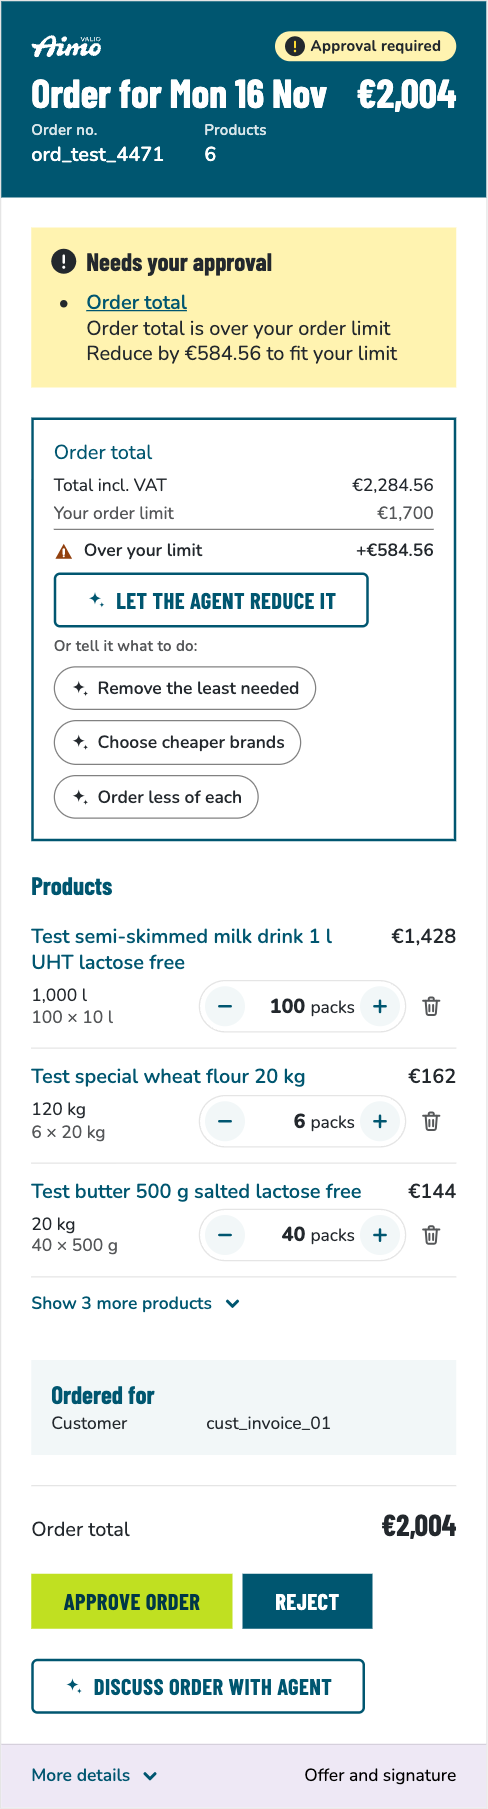 Aimo VALIO
! Approval required
Order for Mon 16 Nov €2,004
Order no. Products
ord_test_4471 6
! Needs your approval
• Order total
Order total is over your order limit
Reduce by €584.56 to fit your limit
Order total
Total incl. VAT €2,284.56
Your order limit €1,700
Over your limit +€584.56
LET THE AGENT REDUCE IT
Or tell it what to do:
Remove the least needed
Choose cheaper brands
Order less of each
Products
Test semi-skimmed milk drink 1 l €1,428
UHT lactose free
1,000 l
100 × 10 l
− 100 packs +
Test special wheat flour 20 kg €162
120 kg
6 × 20 kg
− 6 packs +
Test butter 500 g salted lactose free €144
20 kg
40 × 500 g
− 40 packs +
Show 3 more products
Ordered for
Customer cust_invoice_01
Order total €2,004
APPROVE ORDER REJECT
DISCUSS ORDER WITH AGENT
More details Offer and signature